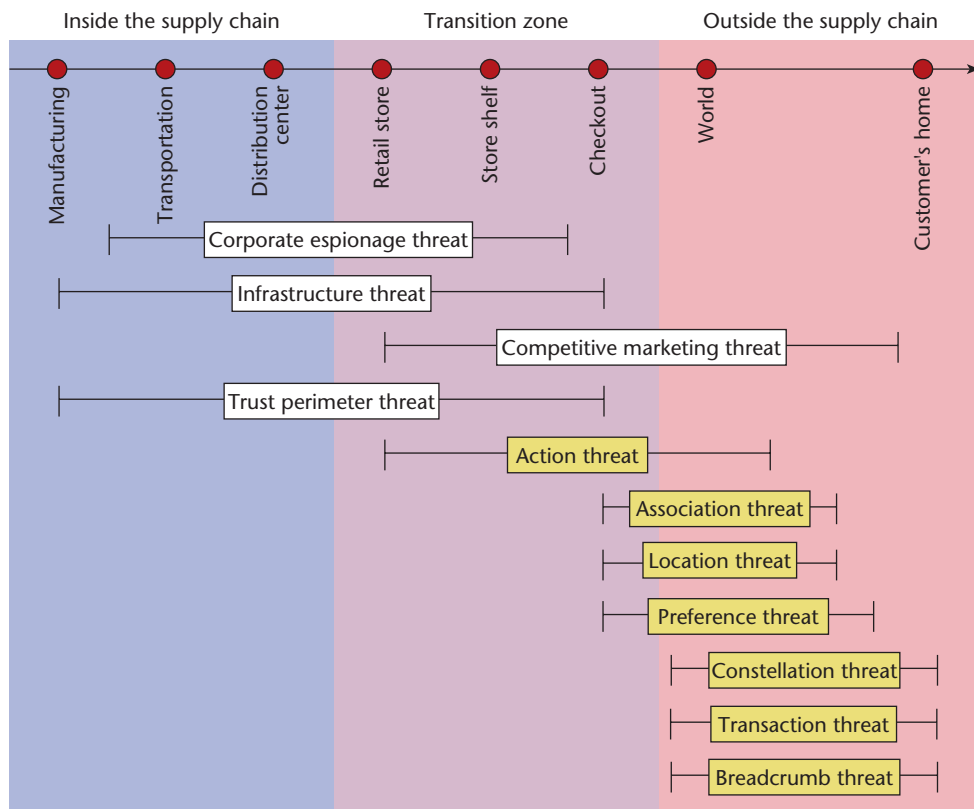 Inside the supply chain
Transition zone
Outside the supply chain
Manufacturing
Transportation
Distribution
center
Retail store
Store shelf
Checkout
World
Customer's home
Corporate espionage threat
Infrastructure threat
Competitive marketing threat
Trust perimeter threat
Action threat
Association threat
Location threat
Preference threat
Constellation threat
Transaction threat
Breadcrumb threat